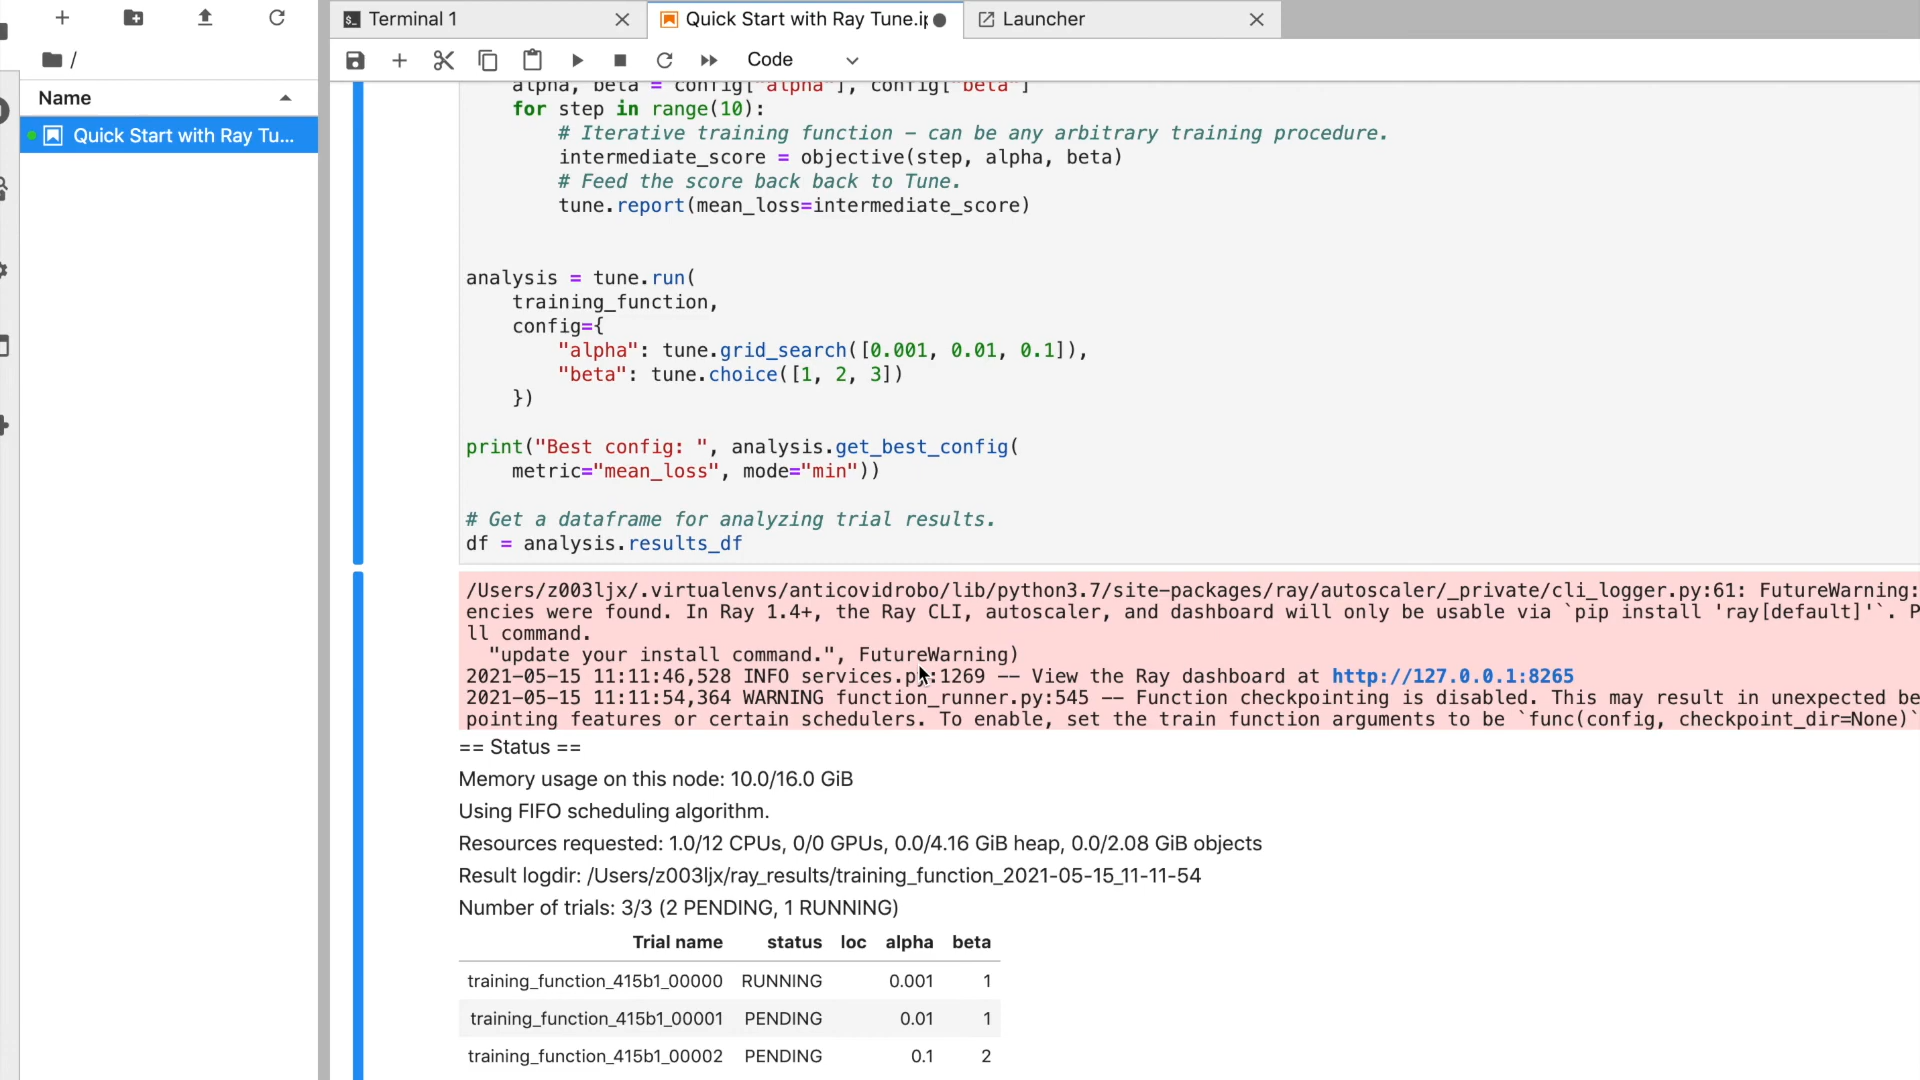 Terminal 1
Quick Start with Ray Tune.ip
Launcher
/
Code
Name
Quick Start with Ray Tu...
alpha, beta = config["alpha"], config["beta"]
for step in range(10):
# Iterative training function – can be any arbitrary training procedure.
intermediate_score = objective(step, alpha, beta)
# Feed the score back back to Tune.
tune.report(mean_loss=intermediate_score)
analysis = tune.run(
training_function,
config={
"alpha": tune.grid_search([0.001, 0.01, 0.1]),
"beta": tune.choice([1, 2, 3])
})
print("Best config: ", analysis.get_best_config(
metric="mean_loss", mode="min"))
# Get a dataframe for analyzing trial results.
df = analysis.results_df
/Users/z003ljx/.virtualenvs/anticovidrobo/lib/python3.7/site-packages/ray/autoscaler/_private/cli_logger.py:61: FutureWarning:
encies were found. In Ray 1.4+, the Ray CLI, autoscaler, and dashboard will only be usable via `pip install 'ray[default]'`. P
ll command.
"update your install command.", FutureWarning)
2021-05-15 11:11:46,528 INFO services.py:1269 -- View the Ray dashboard at http://127.0.0.1:8265
2021-05-15 11:11:54,364 WARNING function_runner.py:545 -- Function checkpointing is disabled. This may result in unexpected be
pointing features or certain schedulers. To enable, set the train function arguments to be `func(config, checkpoint_dir=None)`
== Status ==
Memory usage on this node: 10.0/16.0 GiB
Using FIFO scheduling algorithm.
Resources requested: 1.0/12 CPUs, 0/0 GPUs, 0.0/4.16 GiB heap, 0.0/2.08 GiB objects
Result logdir: /Users/z003ljx/ray_results/training_function_2021-05-15_11-11-54
Number of trials: 3/3 (2 PENDING, 1 RUNNING)
Trial name status loc alpha beta
training_function_415b1_00000 RUNNING 0.001 1
training_function_415b1_00001 PENDING 0.01 1
training_function_415b1_00002 PENDING 0.1 2